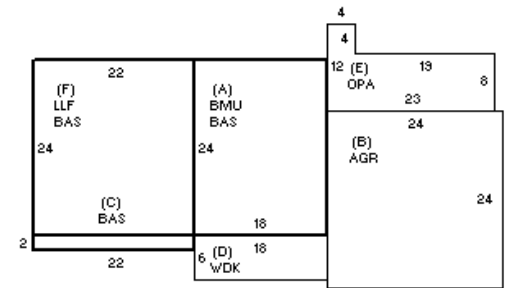 4
4
22
12 (E) 19
OPA
8
(F)
LLF
BAS
(A)
BMU
BAS
23
24
24
24
(B)
AGR
24
(C)
BAS
18
2
22
6 (D) 18
WDK